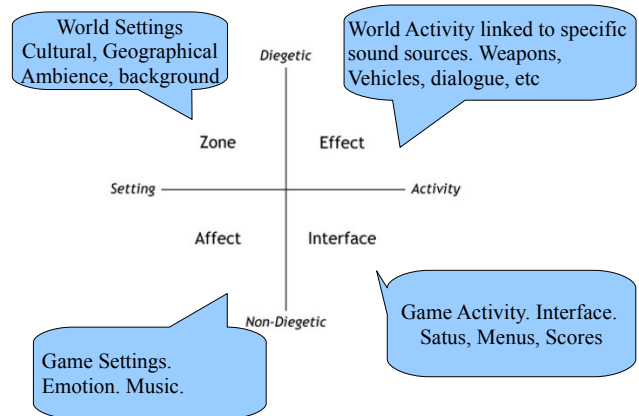 World Settings
Cultural, Geographical
Ambience, background
World Activity linked to specific
sound sources. Weapons,
Vehicles, dialogue, etc
Diegetic
Zone
Effect
Setting
Activity
Affect
Interface
Non-Diegetic
Game Settings.
Emotion. Music.
Game Activity. Interface.
Satus, Menus, Scores